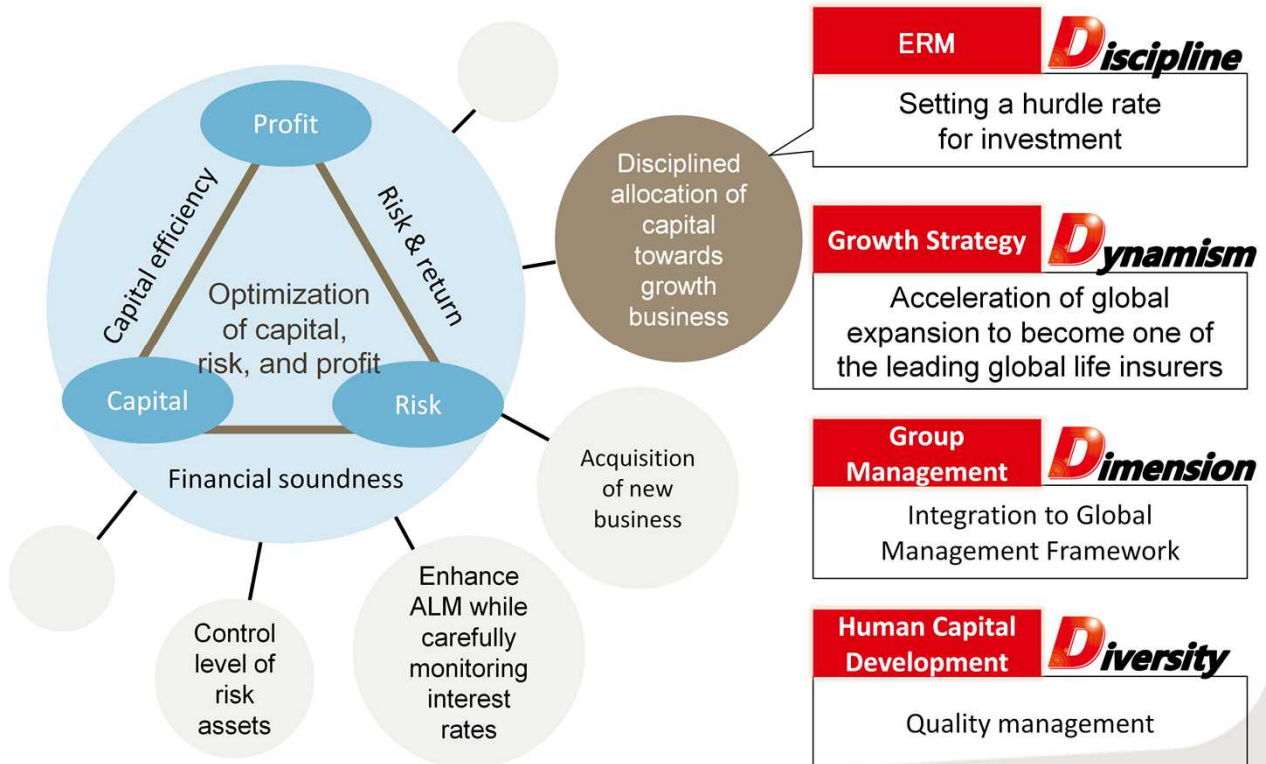 Profit
Capital efficiency
Risk & return
Optimization
of capital,
risk, and profit
Capital
Risk
Financial soundness
Disciplined
allocation of
capital
towards
growth
business
Acquisition
of new
business
Enhance
ALM while
carefully
monitoring
interest
rates
Control
level of
risk
assets
ERM
Discipline
Setting a hurdle rate
for investment
Growth Strategy
Dynamism
Acceleration of global
expansion to become one of
the leading global life insurers
Group
Management
Dimension
Integration to Global
Management Framework
Human Capital
Development
Diversity
Quality management